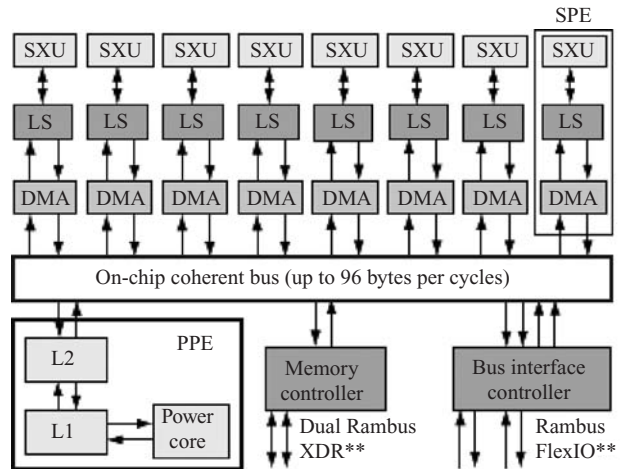 SPE
SXU SXU SXU SXU SXU SXU SXU SXU
LS LS LS LS LS LS LS LS
DMA DMA DMA DMA DMA DMA DMA DMA
On-chip coherent bus (up to 96 bytes per cycles)
PPE
L2
L1
Power
core
Memory
controller
Dual Rambus
XDR**
Bus interface
controller
Rambus
FlexIO**